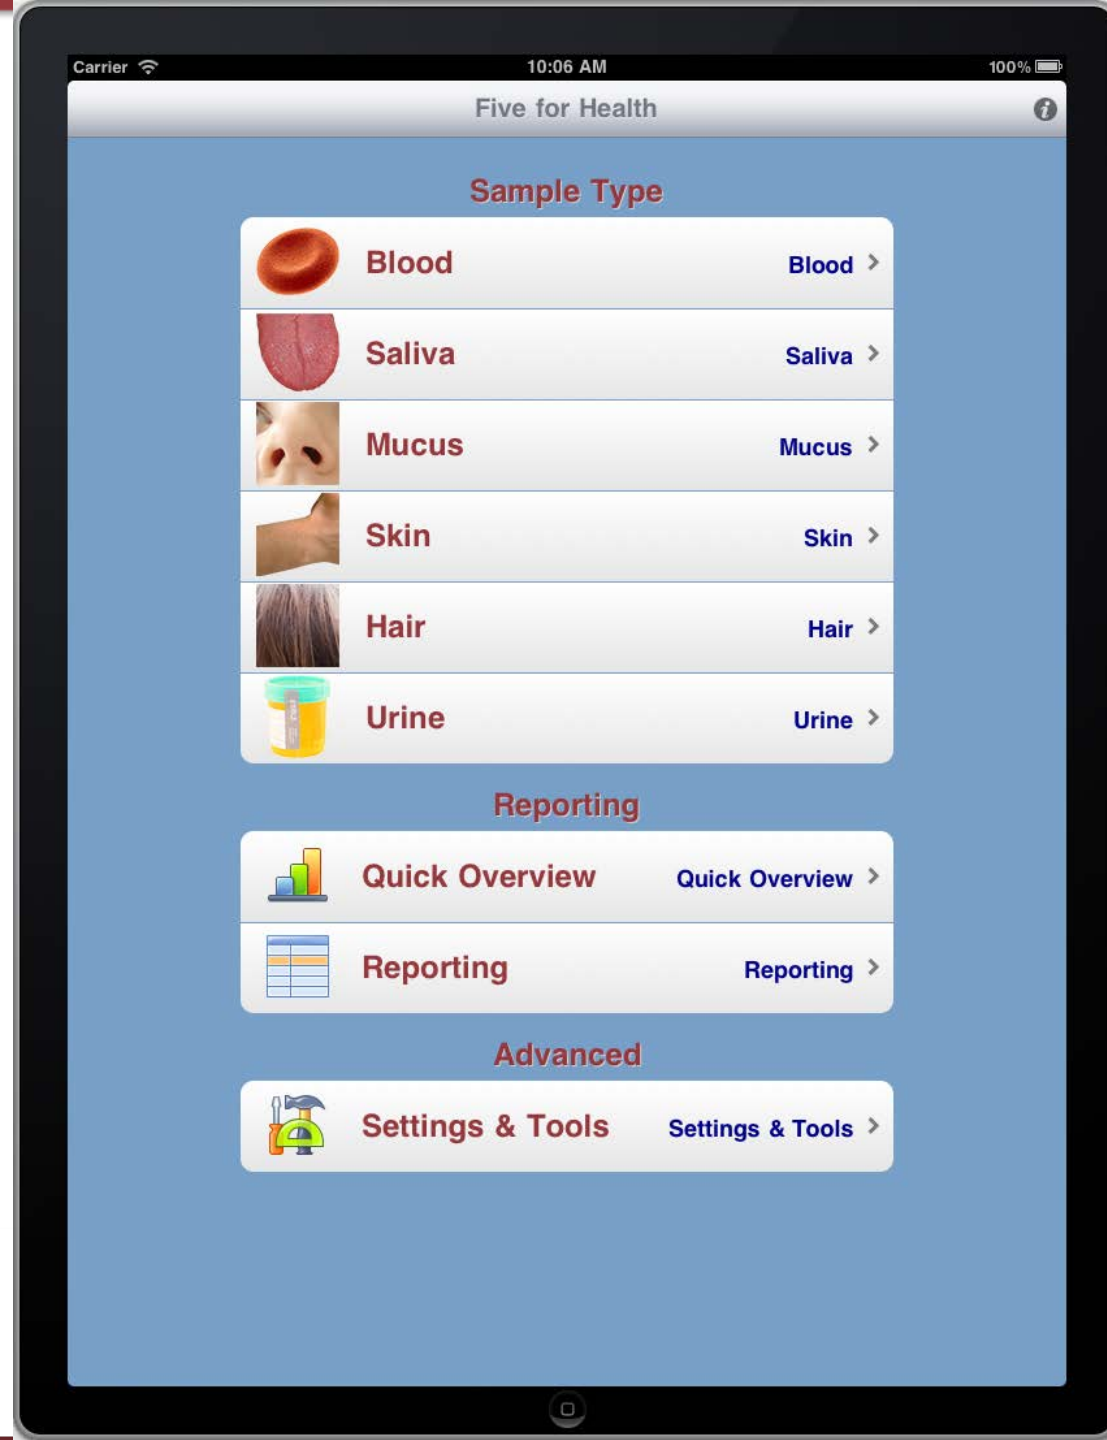 Carrier 10:06 AM 100%
Five for Health
Sample Type
Blood Blood
Saliva Saliva
Mucus Mucus
Skin Skin
Hair Hair
Urine Urine
Reporting
Quick Overview Quick Overview
Reporting Reporting
Advanced
Settings & Tools Settings & Tools